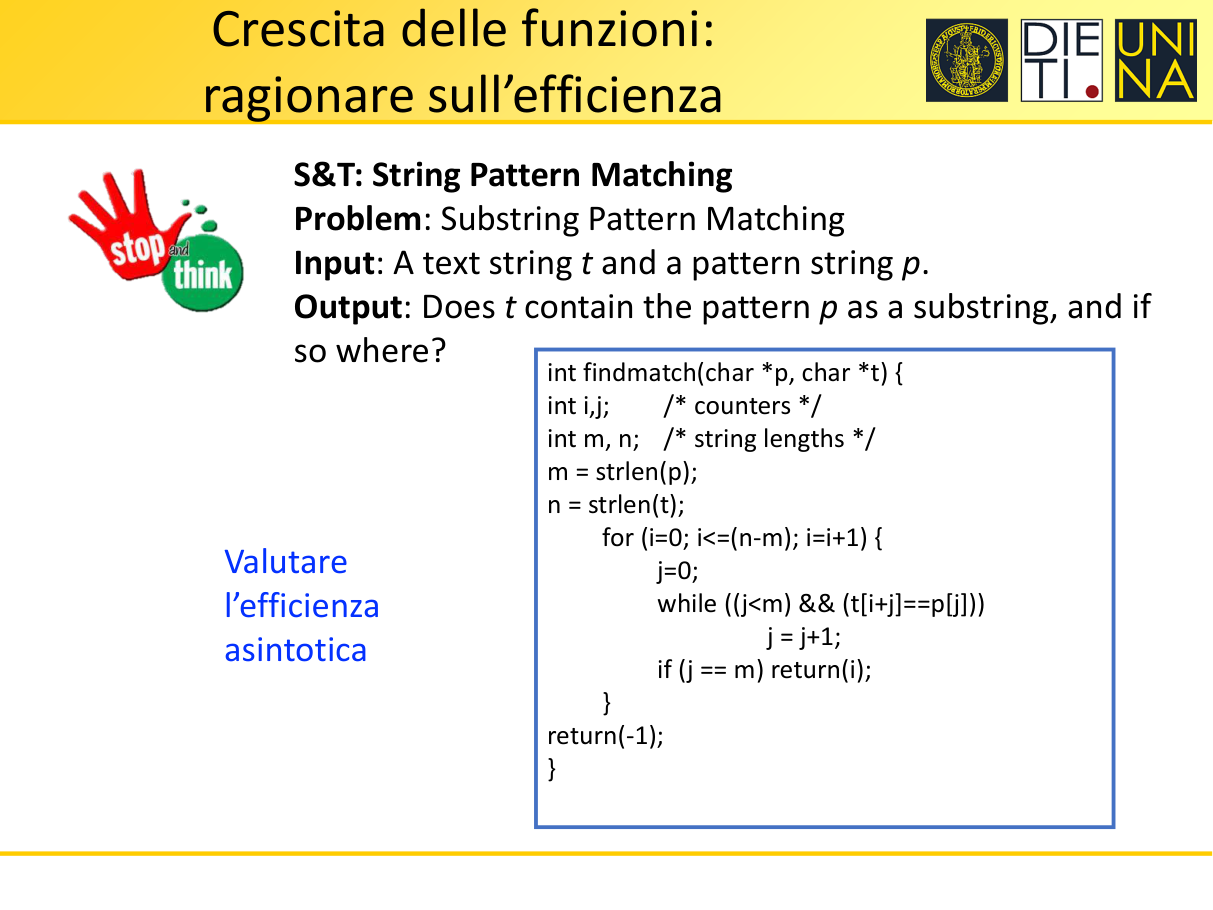 Crescita delle funzioni:
ragionare sull’efficienza
DIE
TI.
UNI
NA
stop and
think
S&T: String Pattern Matching
Problem: Substring Pattern Matching
Input: A text string t and a pattern string p.
Output: Does t contain the pattern p as a substring, and if
so where?
int findmatch(char *p, char *t) {
int i,j; /* counters */
int m, n; /* string lengths */
m = strlen(p);
n = strlen(t);
for (i=0; i<=(n-m); i=i+1) {
j=0;
while ((j<m) && (t[i+j]==p[j]))
j = j+1;
if (j == m) return(i);
}
return(-1);
}
Valutare
l’efficienza
asintotica